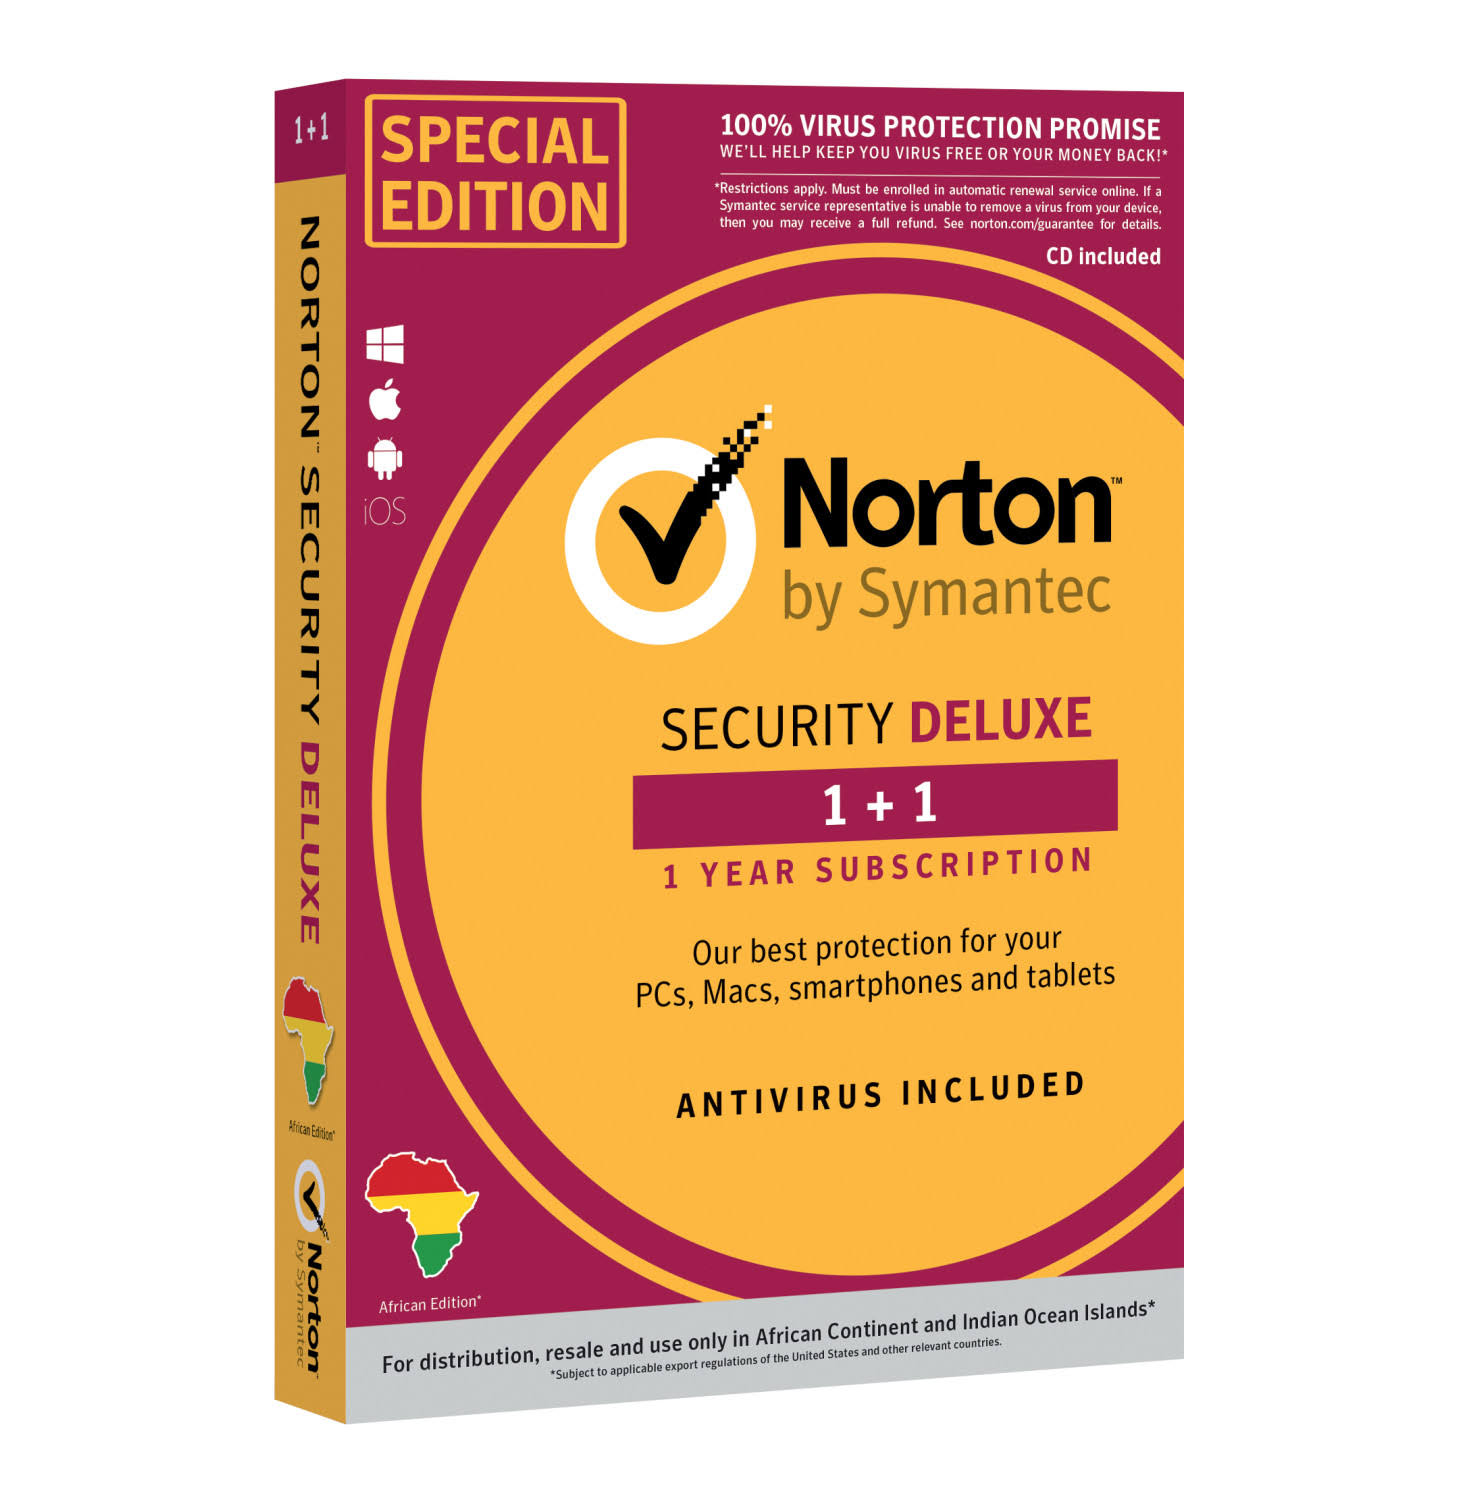 1+1
NORTON™ SECURITY DELUXE
African Edition*
Norton
by Symantec
SPECIAL
EDITION
100% VIRUS PROTECTION PROMISE
WE'LL HELP KEEP YOU VIRUS FREE OR YOUR MONEY BACK!*
*Restrictions apply. Must be enrolled in automatic renewal service online. If a
Symantec service representative is unable to remove a virus from your device,
then you may receive a full refund. See norton.com/guarantee for details.
CD included
iOS
Norton™
by Symantec
SECURITY DELUXE
1 + 1
1 YEAR SUBSCRIPTION
Our best protection for your
PCs, Macs, smartphones and tablets
ANTIVIRUS INCLUDED
African Edition*
For distribution, resale and use only in African Continent and Indian Ocean Islands*
*Subject to applicable export regulations of the United States and other relevant countries.